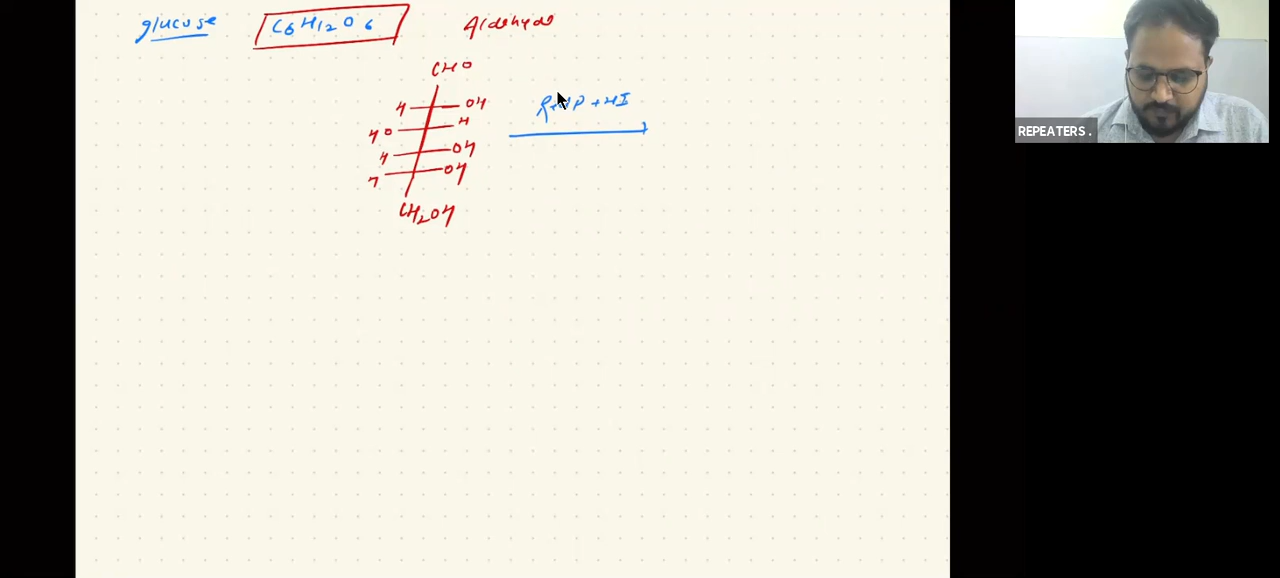 glucose C6H12O6 Aldehyde
CHO
H OH
HO H
H OH
H OH
CH2OH
Red P + HI
REPEATERS.